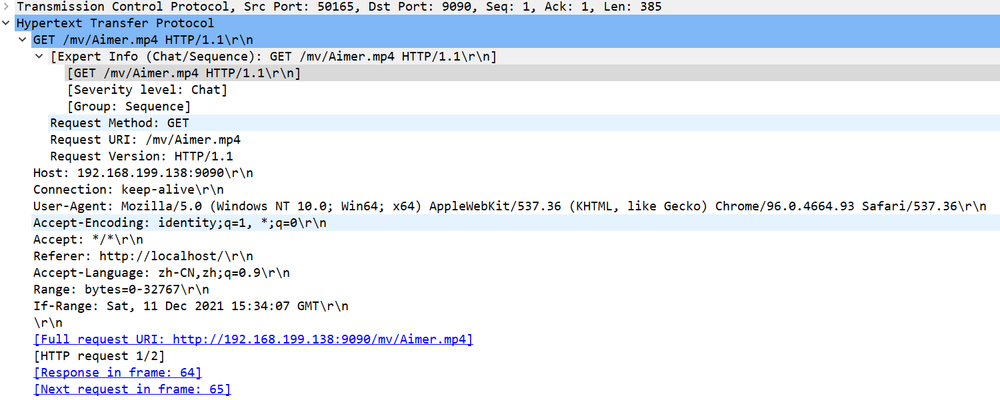 Transmission Control Protocol, Src Port: 50165, Dst Port: 9090, Seq: 1, Ack: 1, Len: 385
Hypertext Transfer Protocol
GET /mv/Aimer.mp4 HTTP/1.1\r\n
[Expert Info (Chat/Sequence): GET /mv/Aimer.mp4 HTTP/1.1\r\n]
[GET /mv/Aimer.mp4 HTTP/1.1\r\n]
[Severity level: Chat]
[Group: Sequence]
Request Method: GET
Request URI: /mv/Aimer.mp4
Request Version: HTTP/1.1
Host: 192.168.199.138:9090\r\n
Connection: keep-alive\r\n
User-Agent: Mozilla/5.0 (Windows NT 10.0; Win64; x64) AppleWebKit/537.36 (KHTML, like Gecko) Chrome/96.0.4664.93 Safari/537.36\r\n
Accept-Encoding: identity;q=1, *;q=0\r\n
Accept: */*\r\n
Referer: http://localhost/\r\n
Accept-Language: zh-CN,zh;q=0.9\r\n
Range: bytes=0-32767\r\n
If-Range: Sat, 11 Dec 2021 15:34:07 GMT\r\n
\r\n
[Full request URI: http://192.168.199.138:9090/mv/Aimer.mp4]
[HTTP request 1/2]
[Response in frame: 64]
[Next request in frame: 65]